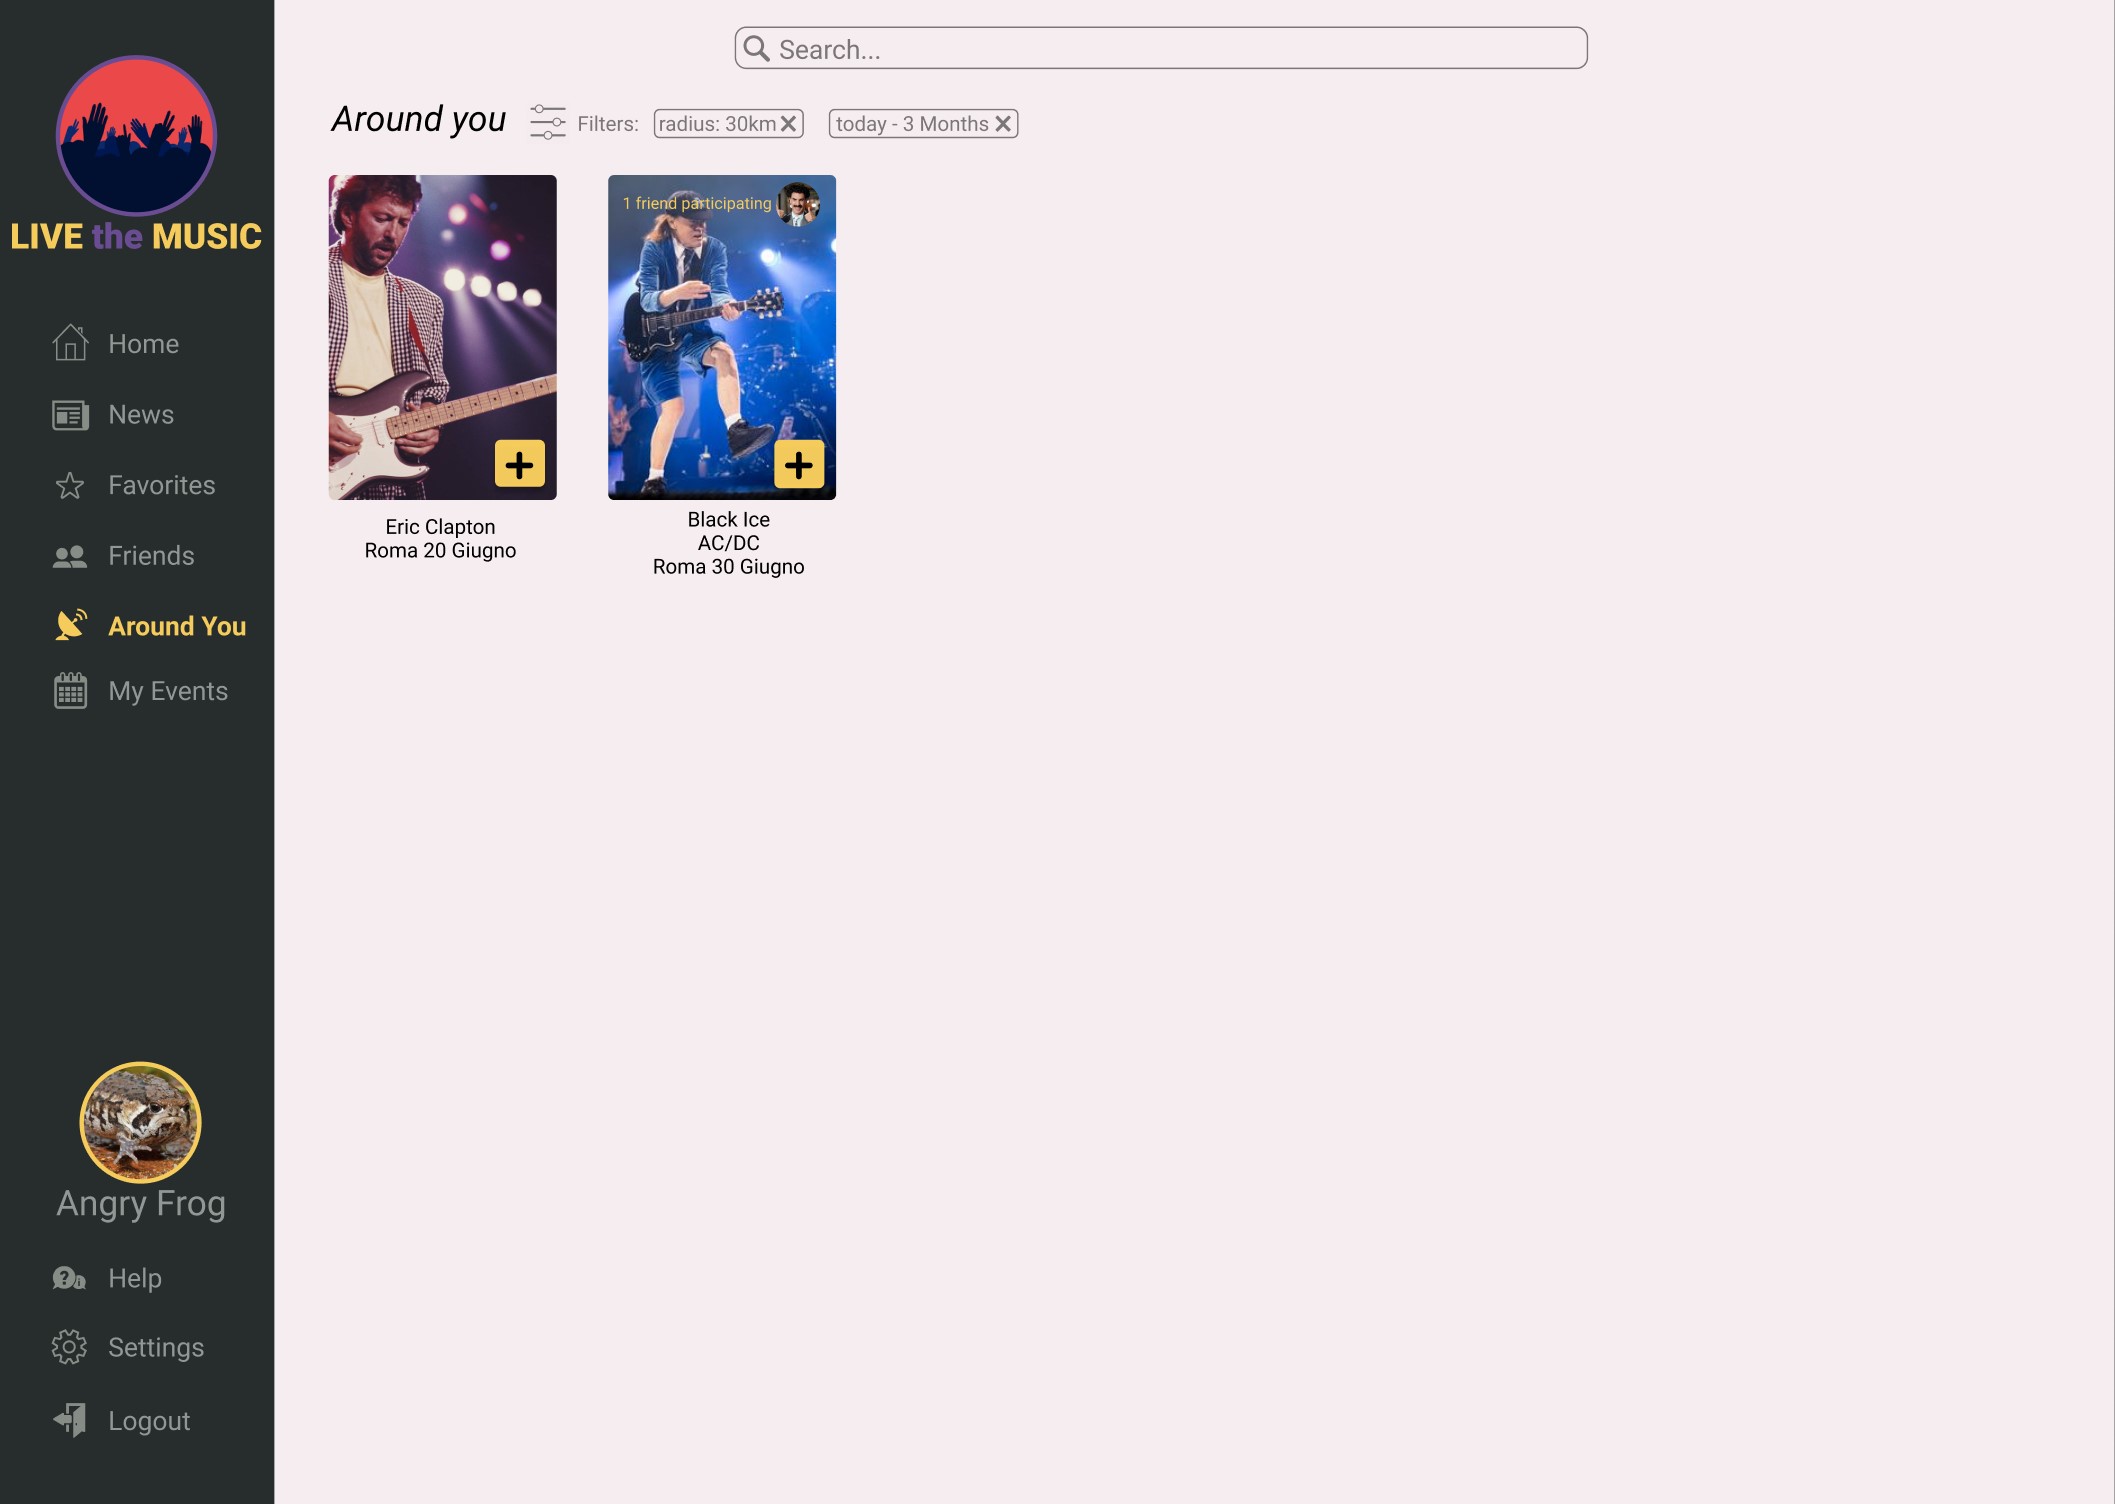 LIVE the MUSIC
Home
News
Favorites
Friends
Around You
My Events
Angry Frog
Help
Settings
Logout
Search...
Around you
Filters:
radius: 30km
today - 3 Months
1 friend participating
Eric Clapton
Roma 20 Giugno
Black Ice
AC/DC
Roma 30 Giugno